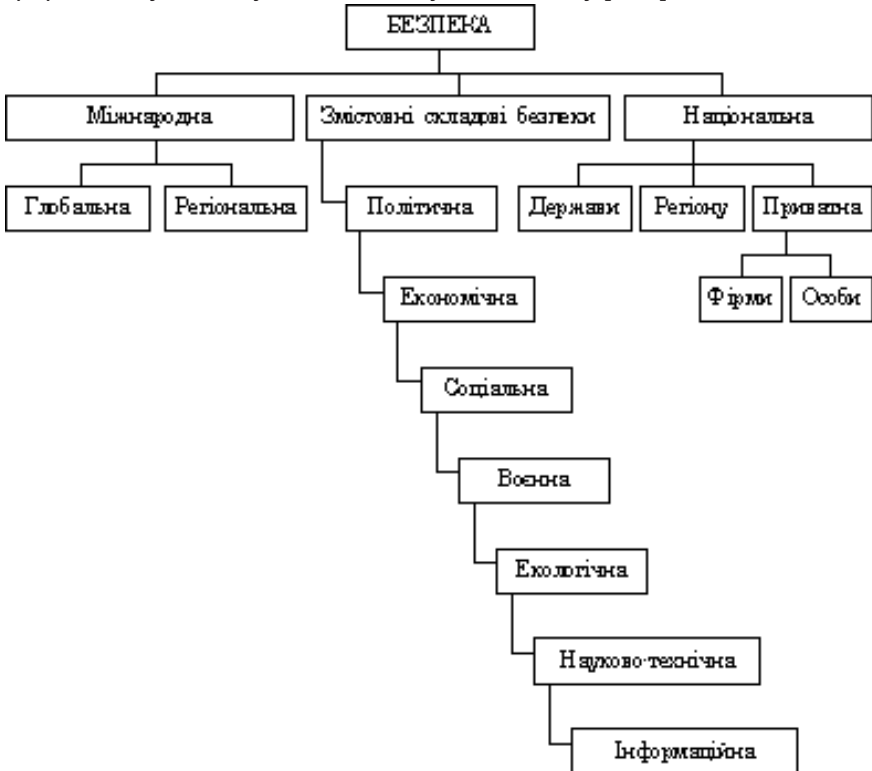 БЕЗПЕКА
Міжнародна
Змістовні складові безпеки
Національна
Глобальна
Регіональна
Політична
Держави
Регіону
Приватна
Економічна
Фірми
Особи
Соціальна
Воєнна
Екологічна
Науково-технічна
Інформаційна